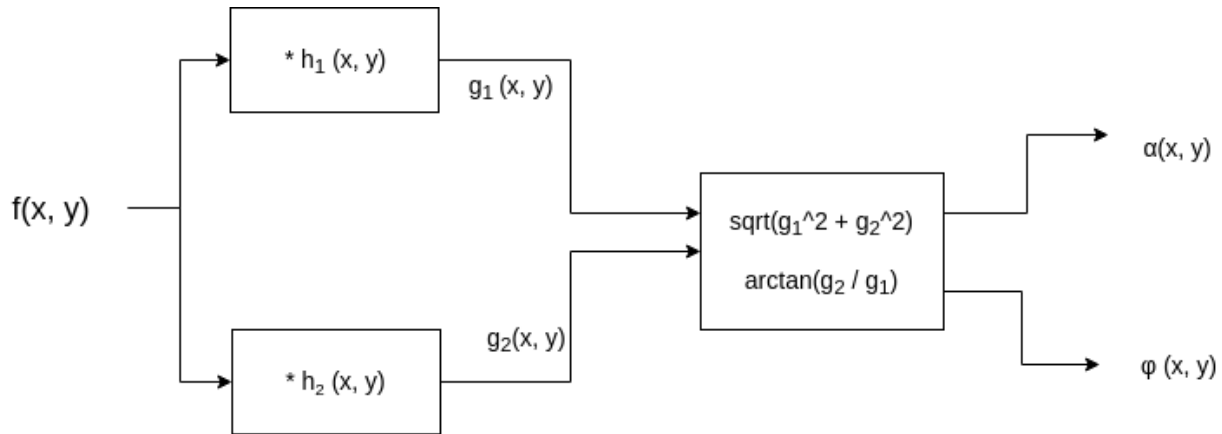 * h₁ (x, y)
g₁ (x, y)
α(x, y)
f(x, y)
sqrt(g₁^2 + g₂^2)
arctan(g₂ / g₁)
g₂(x, y)
* h₂ (x, y)
φ (x, y)